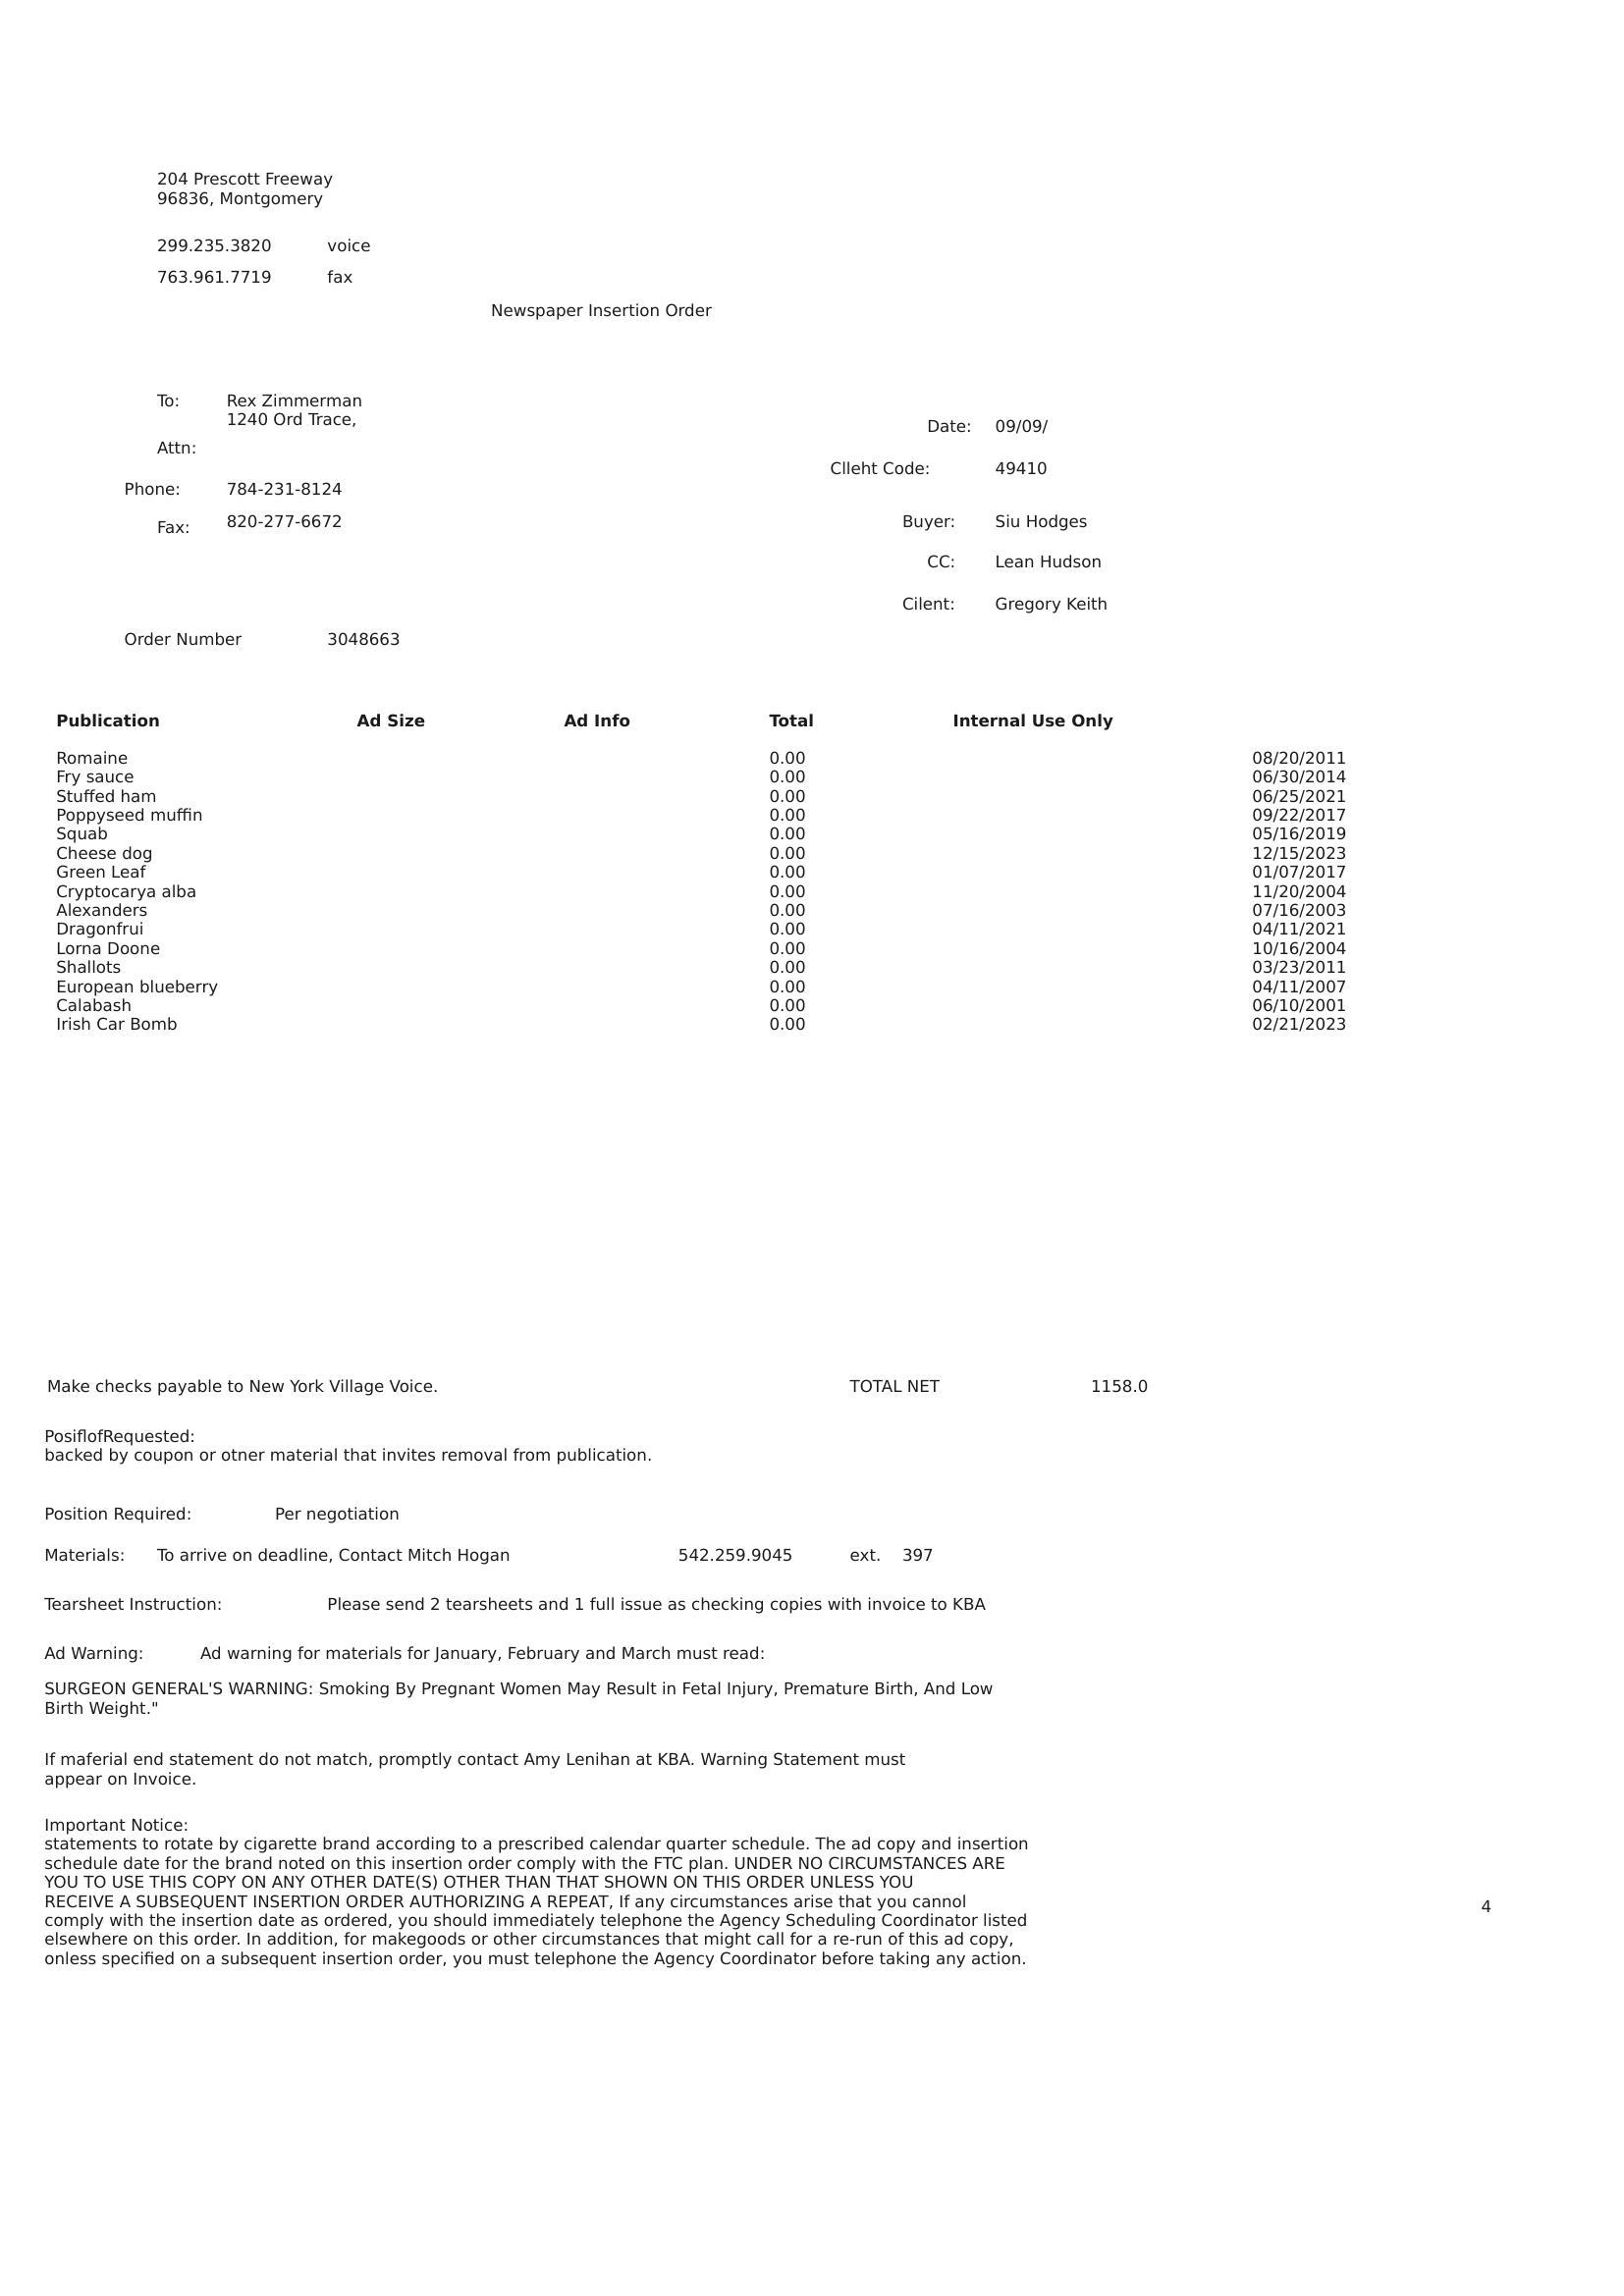 204 Prescott Freeway
96836, Montgomery
299.235.3820 voice
763.961.7719 fax
Newspaper Insertion Order
To: Rex Zimmerman
1240 Ord Trace,
Date: 09/09/
Attn:
Clleht Code: 49410
Phone: 784-231-8124
Fax: 820-277-6672
Buyer: Siu Hodges
CC: Lean Hudson
Cilent: Gregory Keith
Order Number 3048663
Publication Ad Size Ad Info Total Internal Use Only
Romaine 0.00 08/20/2011
Fry sauce 0.00 06/30/2014
Stuffed ham 0.00 06/25/2021
Poppyseed muffin 0.00 09/22/2017
Squab 0.00 05/16/2019
Cheese dog 0.00 12/15/2023
Green Leaf 0.00 01/07/2017
Cryptocarya alba 0.00 11/20/2004
Alexanders 0.00 07/16/2003
Dragonfrui 0.00 04/11/2021
Lorna Doone 0.00 10/16/2004
Shallots 0.00 03/23/2011
European blueberry 0.00 04/11/2007
Calabash 0.00 06/10/2001
Irish Car Bomb 0.00 02/21/2023
Make checks payable to New York Village Voice. TOTAL NET 1158.0
PosiflofRequested:
backed by coupon or otner material that invites removal from publication.
Position Required: Per negotiation
Materials: To arrive on deadline, Contact Mitch Hogan 542.259.9045 ext. 397
Tearsheet Instruction: Please send 2 tearsheets and 1 full issue as checking copies with invoice to KBA
Ad Warning: Ad warning for materials for January, February and March must read:
SURGEON GENERAL'S WARNING: Smoking By Pregnant Women May Result in Fetal Injury, Premature Birth, And Low
Birth Weight."
If maferial end statement do not match, promptly contact Amy Lenihan at KBA. Warning Statement must
appear on Invoice.
Important Notice:
statements to rotate by cigarette brand according to a prescribed calendar quarter schedule. The ad copy and insertion
schedule date for the brand noted on this insertion order comply with the FTC plan. UNDER NO CIRCUMSTANCES ARE
YOU TO USE THIS COPY ON ANY OTHER DATE(S) OTHER THAN THAT SHOWN ON THIS ORDER UNLESS YOU
RECEIVE A SUBSEQUENT INSERTION ORDER AUTHORIZING A REPEAT, If any circumstances arise that you cannot
comply with the insertion date as ordered, you should immediately telephone the Agency Scheduling Coordinator listed
elsewhere on this order. In addition, for makegoods or other circumstances that might call for a re-run of this ad copy,
onless specified on a subsequent insertion order, you must telephone the Agency Coordinator before taking any action.
4